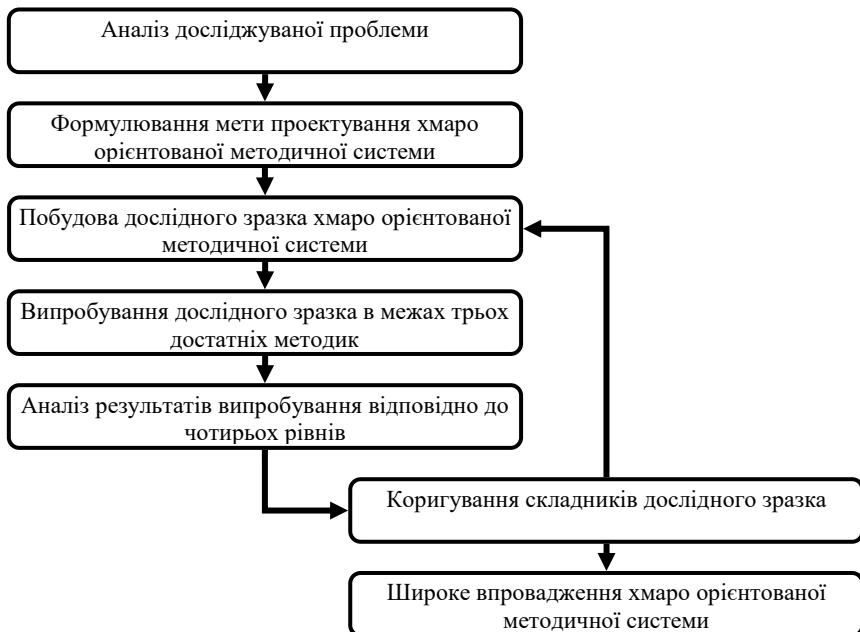 Аналіз досліджуваної проблеми
Формулювання мети проектування хмаро
орієнтованої методичної системи
Побудова дослідного зразка хмаро орієнтованої
методичної системи
Випробування дослідного зразка в межах трьох
достатніх методик
Аналіз результатів випробування відповідно до
чотирьох рівнів
Коригування складників дослідного зразка
Широке впровадження хмаро орієнтованої
методичної системи